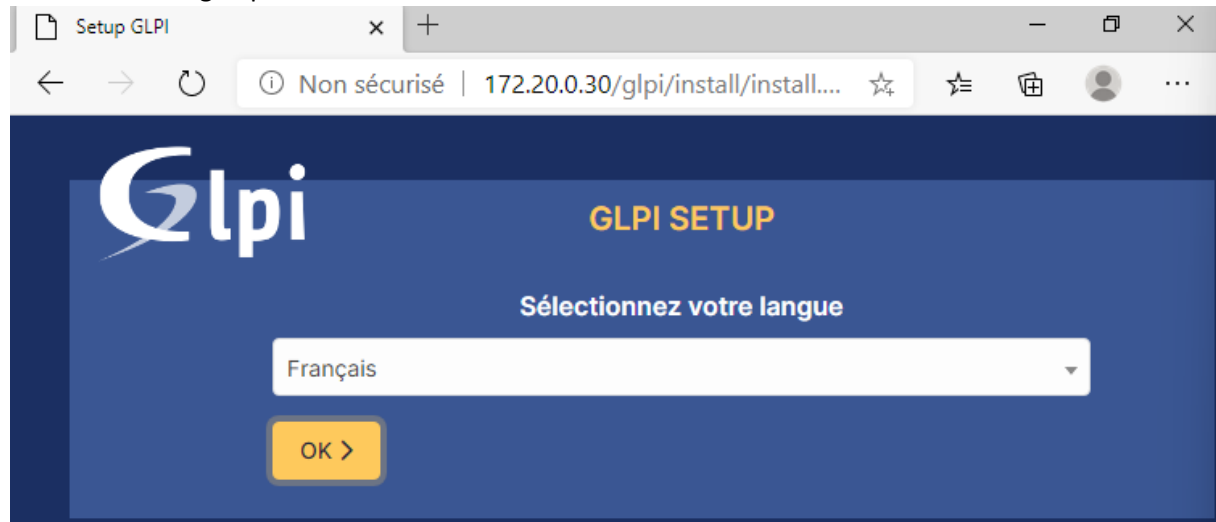 Setup GLPI
Non sécurisé | 172.20.0.30/glpi/install/install....
Glpi
GLPI SETUP
Sélectionnez votre langue
Français
OK >